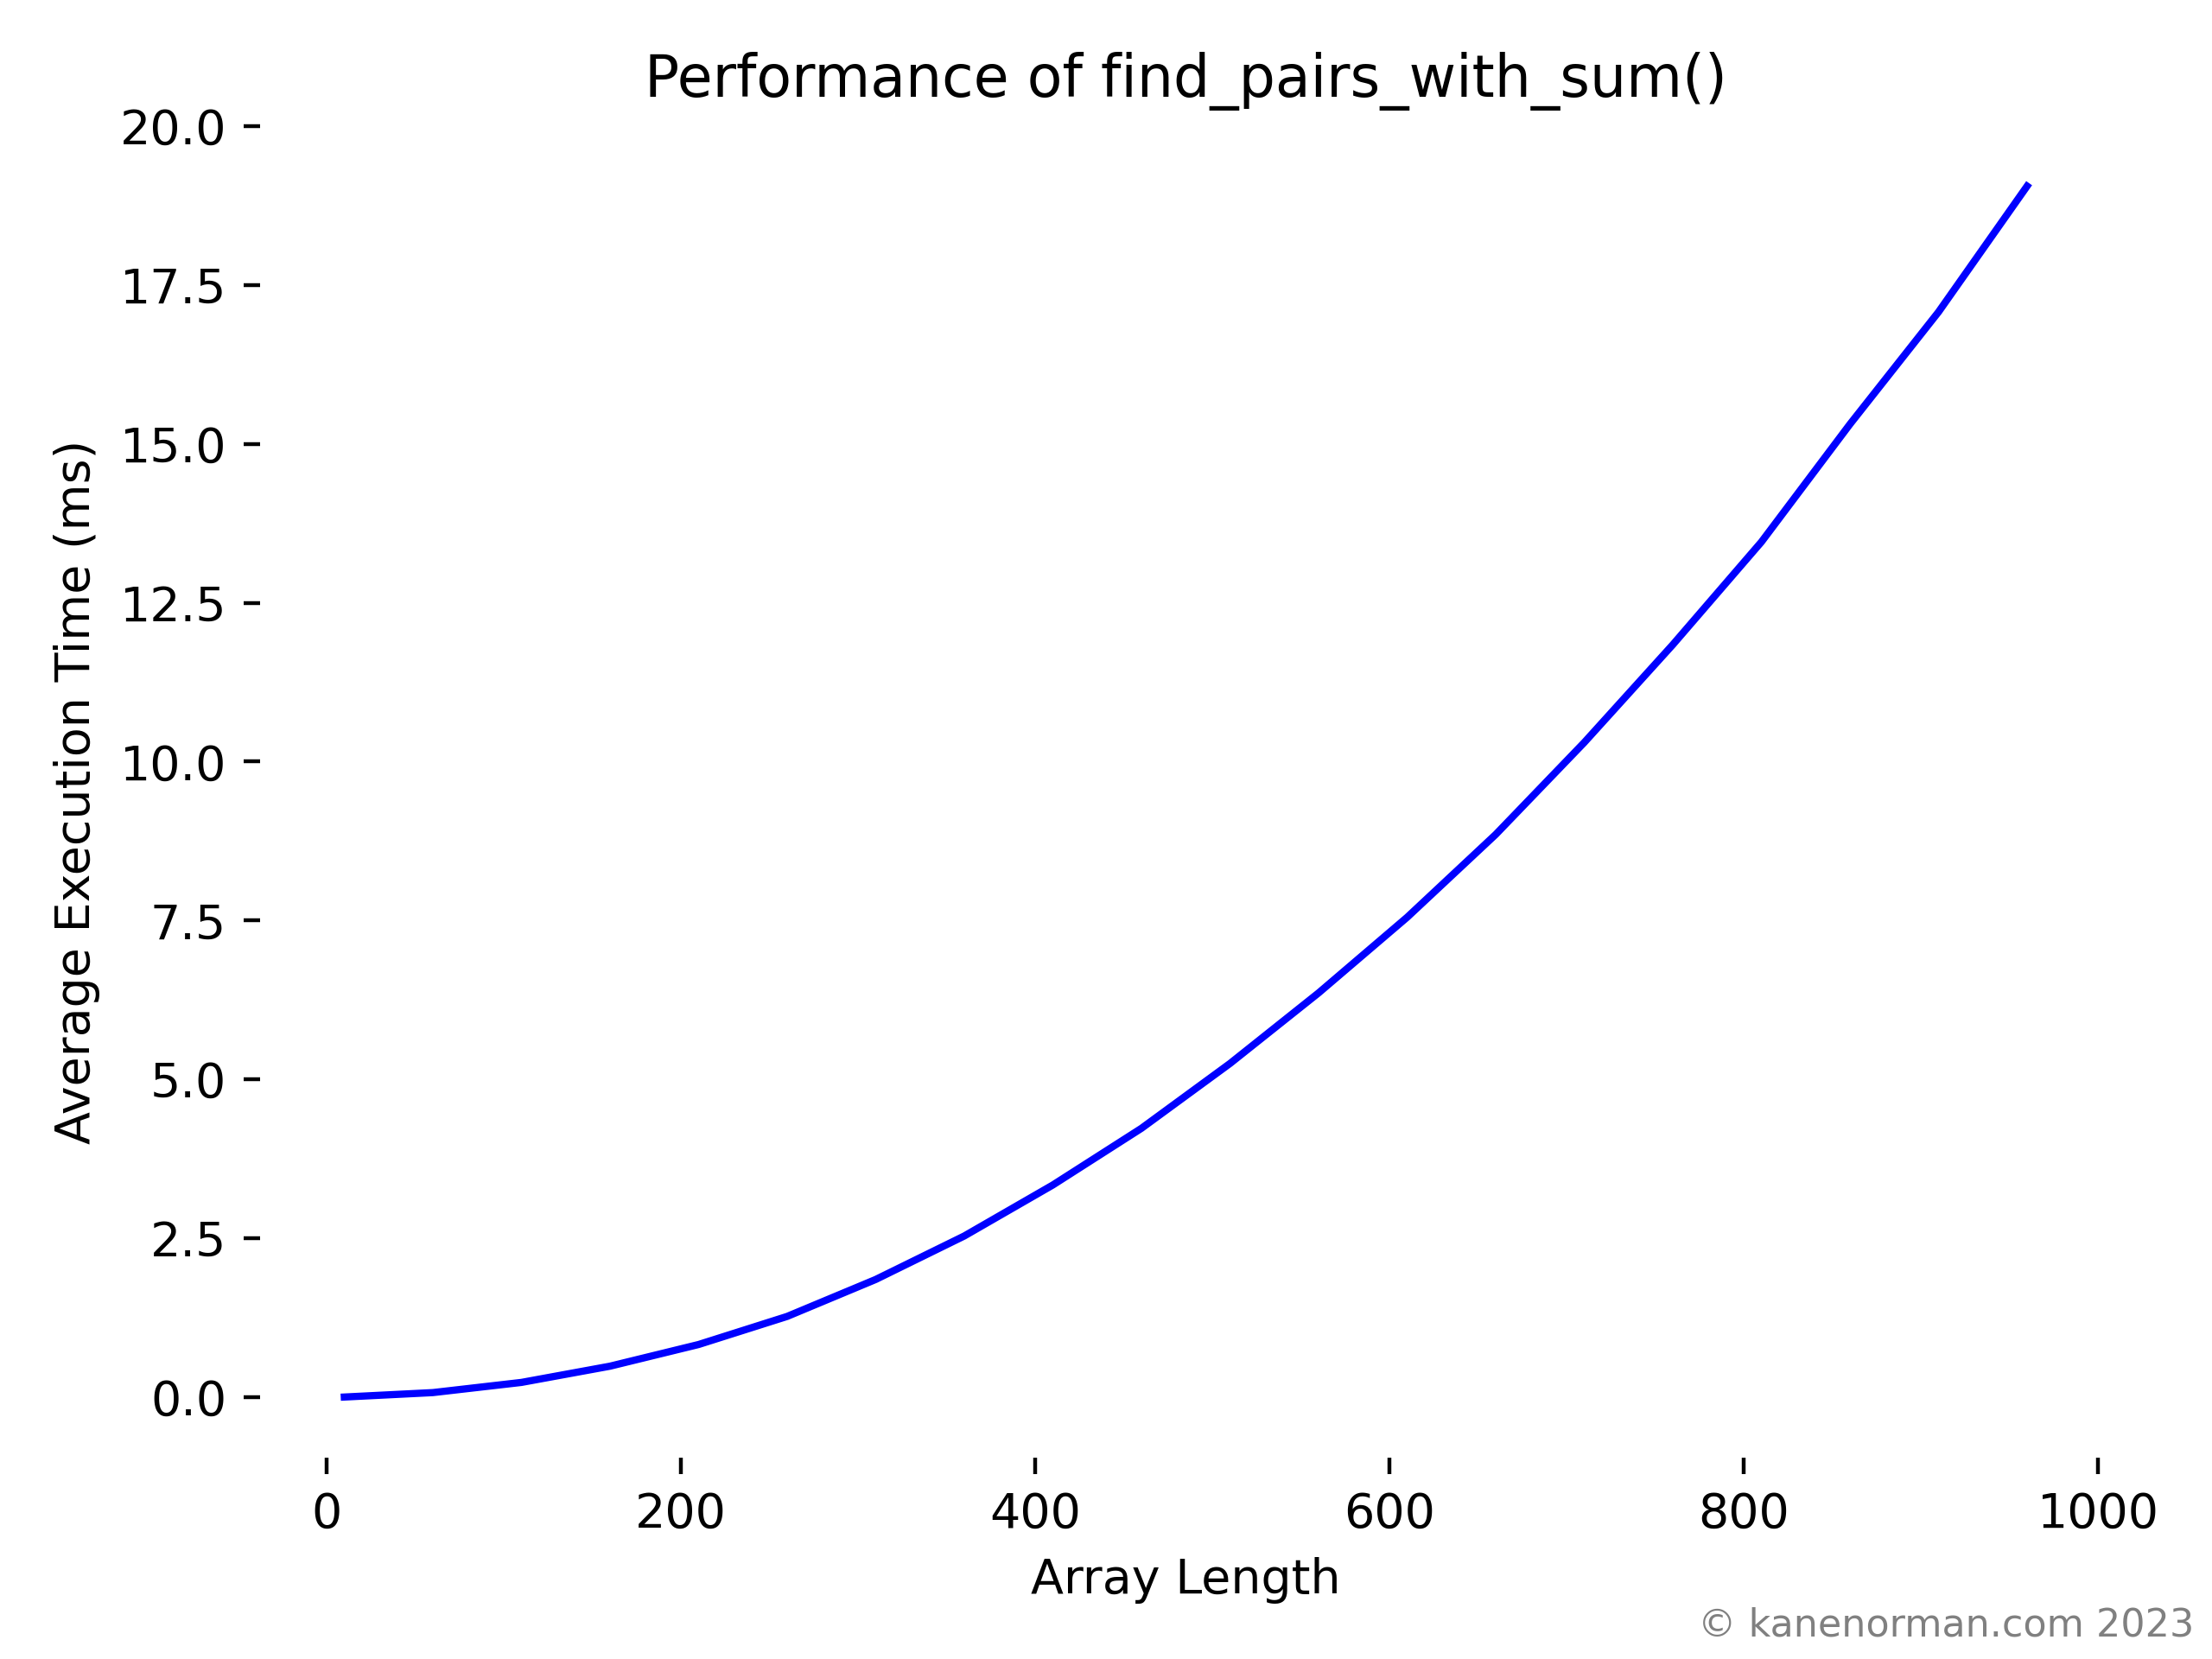 Performance of find_pairs_with_sum()
20.0
17.5
15.0
12.5
10.0
7.5
5.0
2.5
0.0
Average Execution Time (ms)
0 200 400 600 800 1000
Array Length
© kanenorman.com 2023